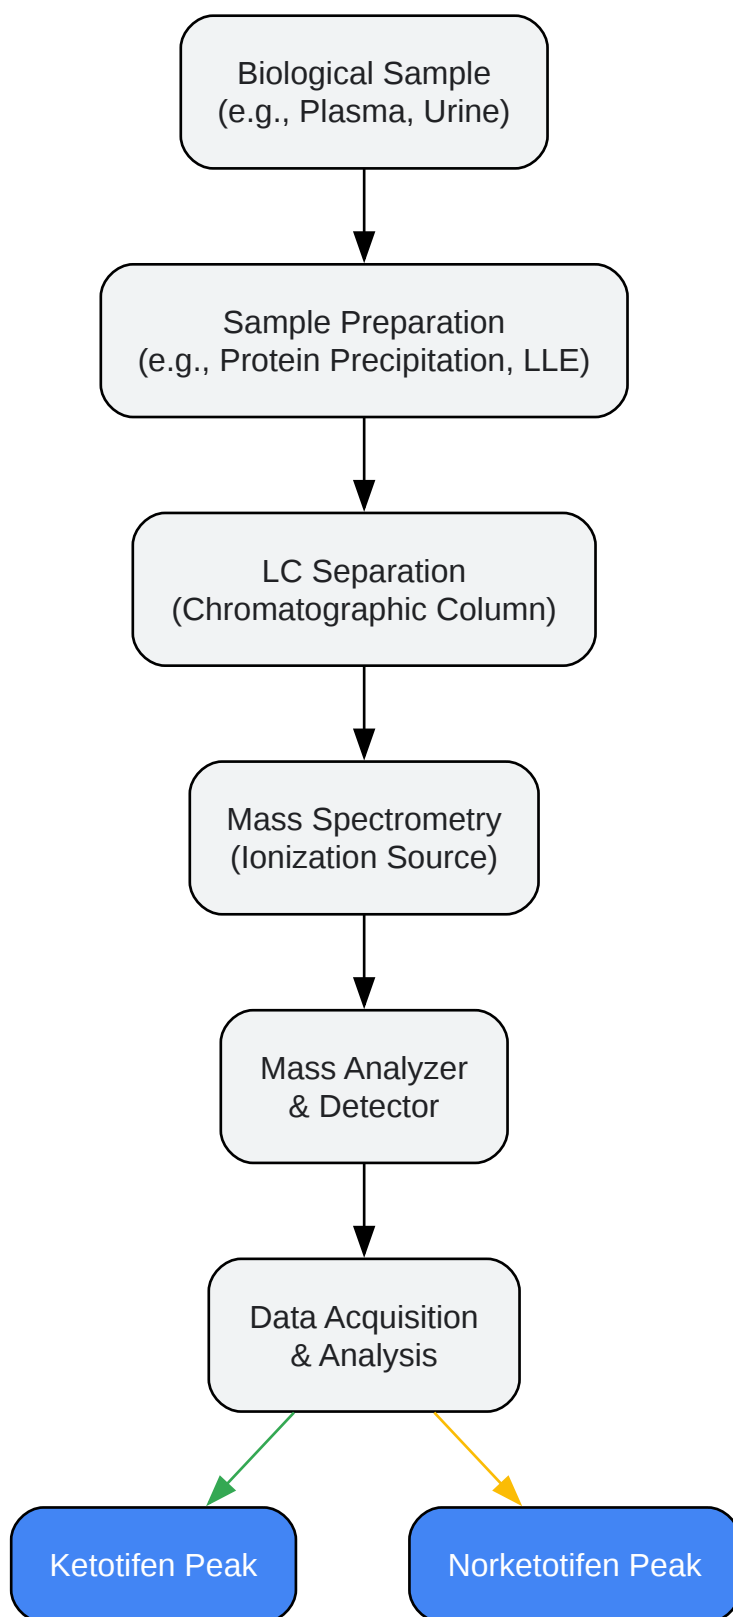 Biological Sample
(e.g., Plasma, Urine)
Sample Preparation
(e.g., Protein Precipitation, LLE)
LC Separation
(Chromatographic Column)
Mass Spectrometry
(Ionization Source)
Mass Analyzer
& Detector
Data Acquisition
& Analysis
Ketotifen Peak
Norketotifen Peak